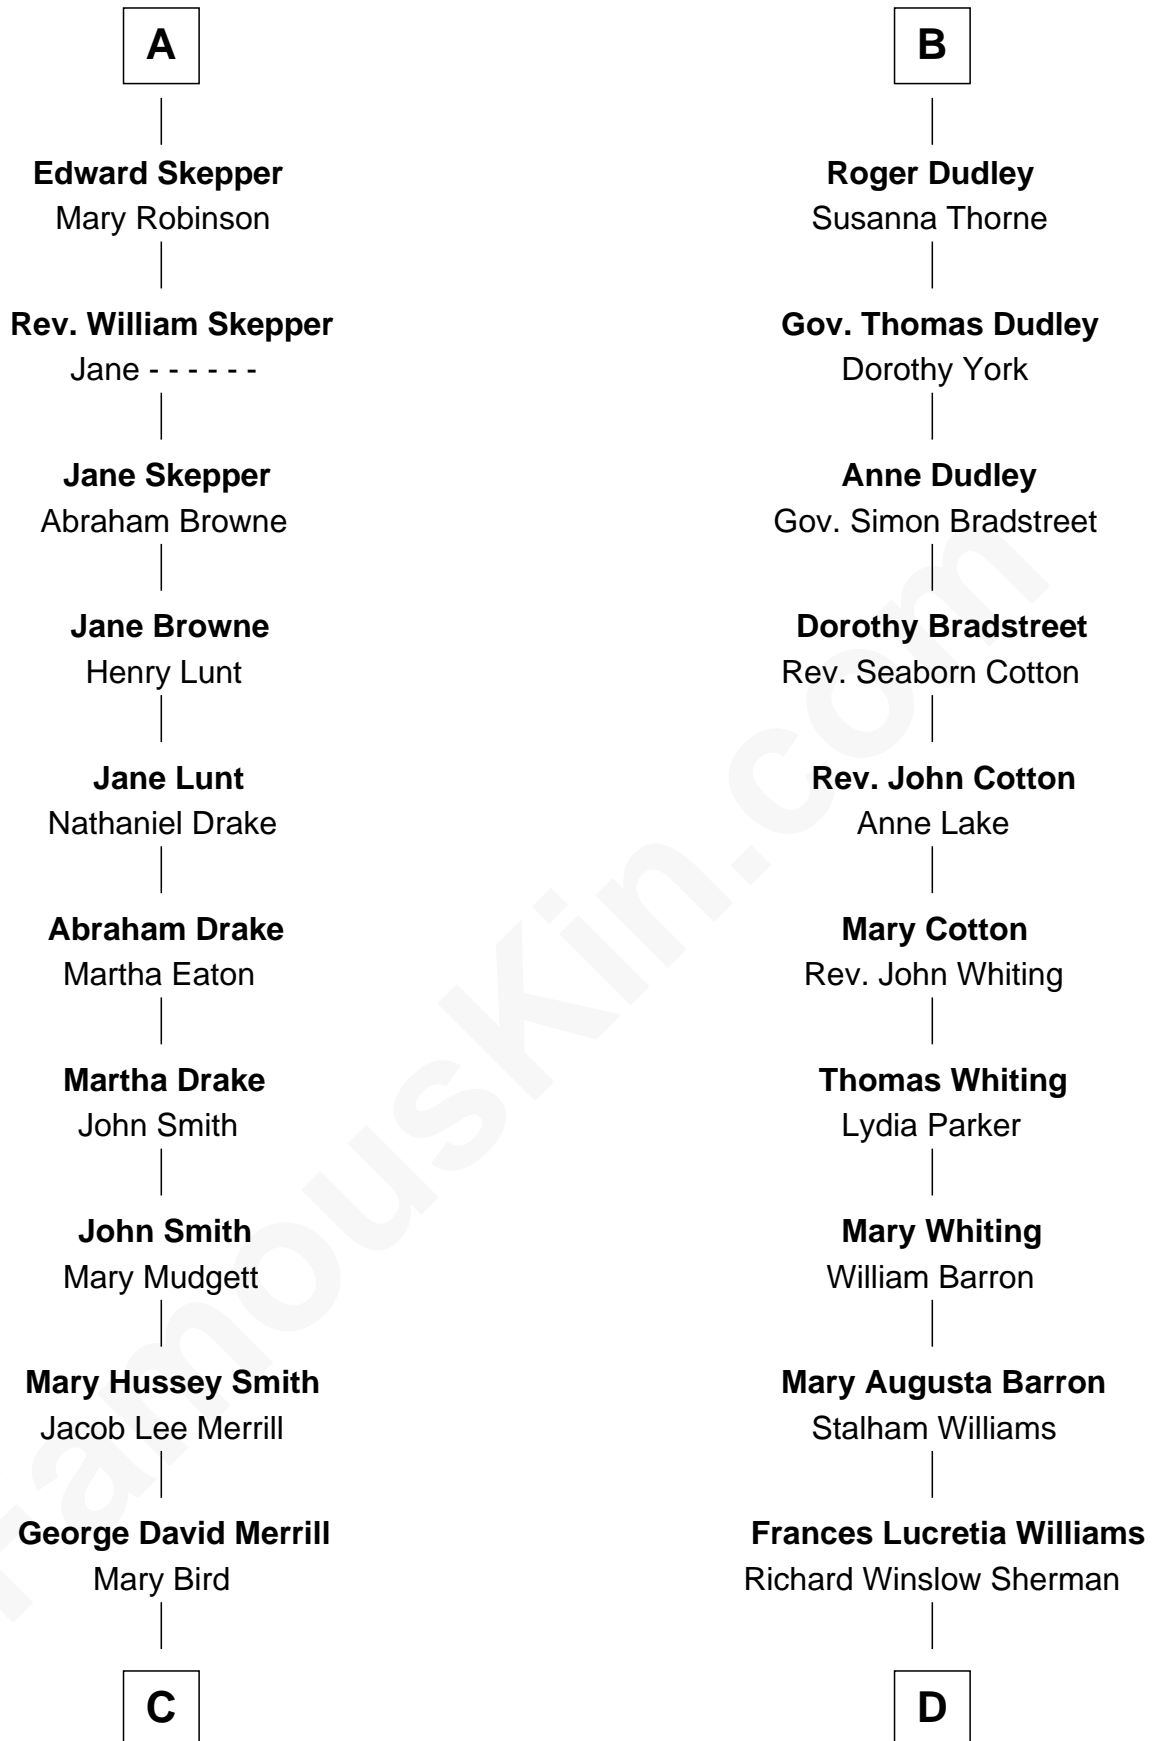 A
Edward Skepper
Mary Robinson
Rev. William Skepper
Jane - - - - - -
Jane Skepper
Abraham Browne
Jane Browne
Henry Lunt
Jane Lunt
Nathaniel Drake
Abraham Drake
Martha Eaton
Martha Drake
John Smith
John Smith
Mary Mudgett
Mary Hussey Smith
Jacob Lee Merrill
George David Merrill
Mary Bird
C
B
Roger Dudley
Susanna Thorne
Gov. Thomas Dudley
Dorothy York
Anne Dudley
Gov. Simon Bradstreet
Dorothy Bradstreet
Rev. Seaborn Cotton
Rev. John Cotton
Anne Lake
Mary Cotton
Rev. John Whiting
Thomas Whiting
Lydia Parker
Mary Whiting
William Barron
Mary Augusta Barron
Stalham Williams
Frances Lucretia Williams
Richard Winslow Sherman
D
FamousKin.com